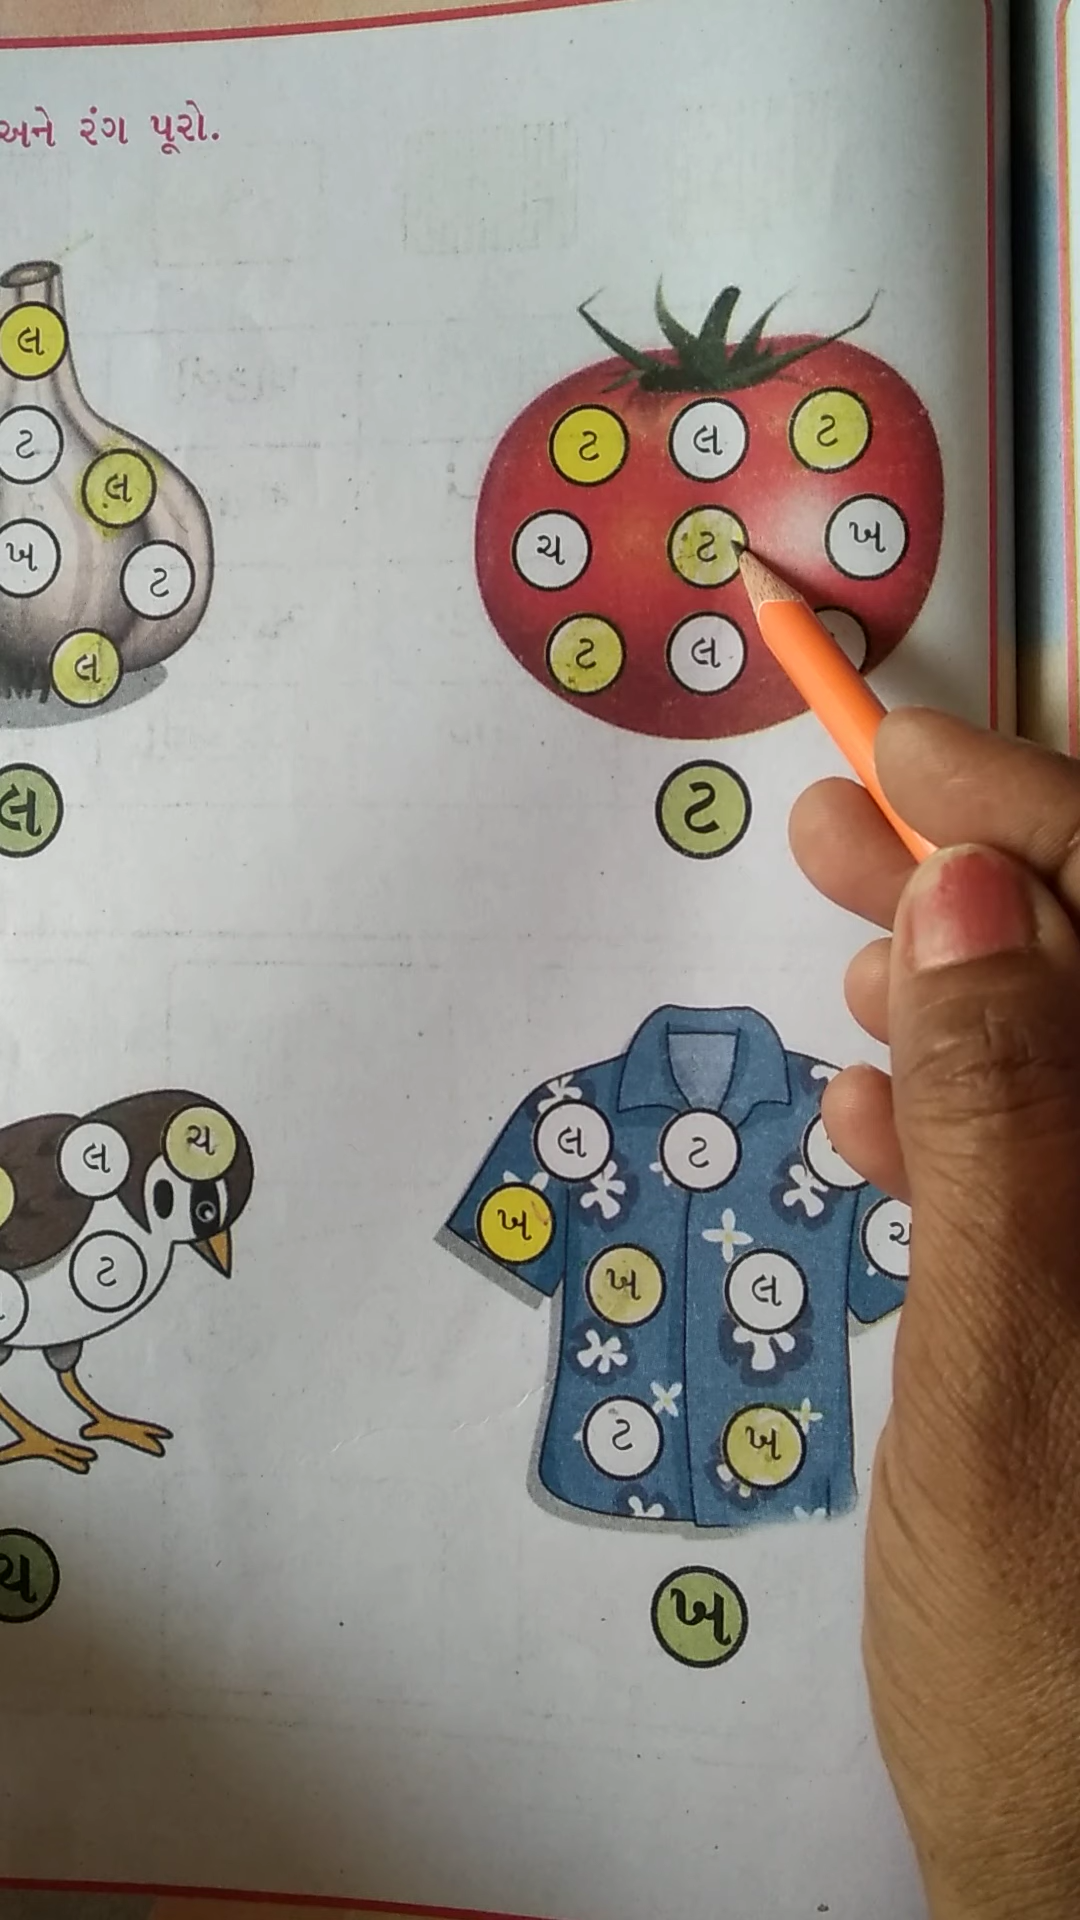 અને રંગ પૂરો.
લ
ટ
લ
ખ
ટ
લ
લ
ટ લ ટ
ચ ટ ખ
ટ લ
ટ
લ ચ
ટ
ચ
લ ટ
ખ ચ
ખ લ
ટ ખ
ખ